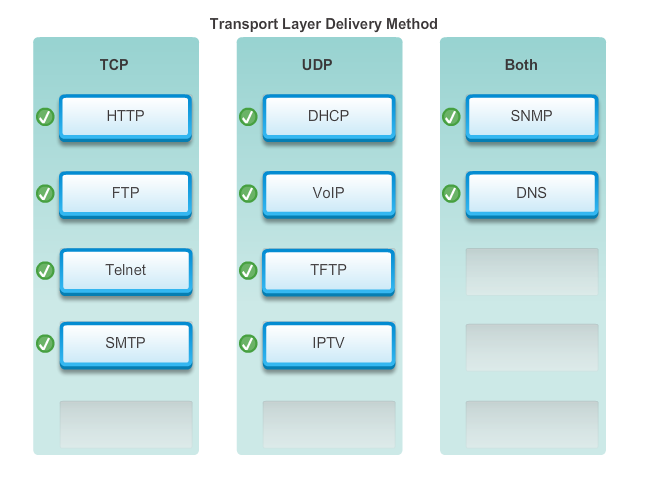 Transport Layer Delivery Method
TCP
UDP
Both
HTTP
DHCP
SNMP
FTP
VoIP
DNS
Telnet
TFTP
SMTP
IPTV